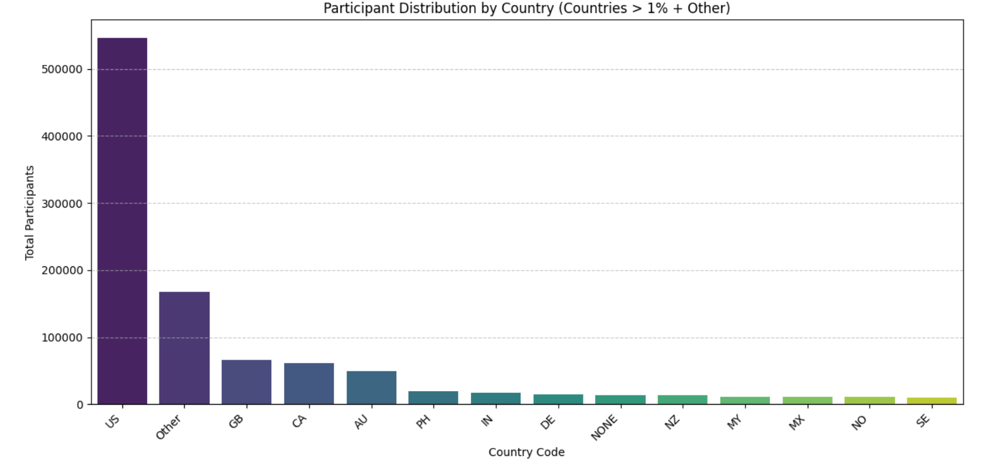 Participant Distribution by Country (Countries > 1% + Other)
Total Participants
500000
400000
300000
200000
100000
0
US
Other
GB
CA
AU
PH
IN
DE
NONE
NZ
MY
MX
NO
SE
Country Code